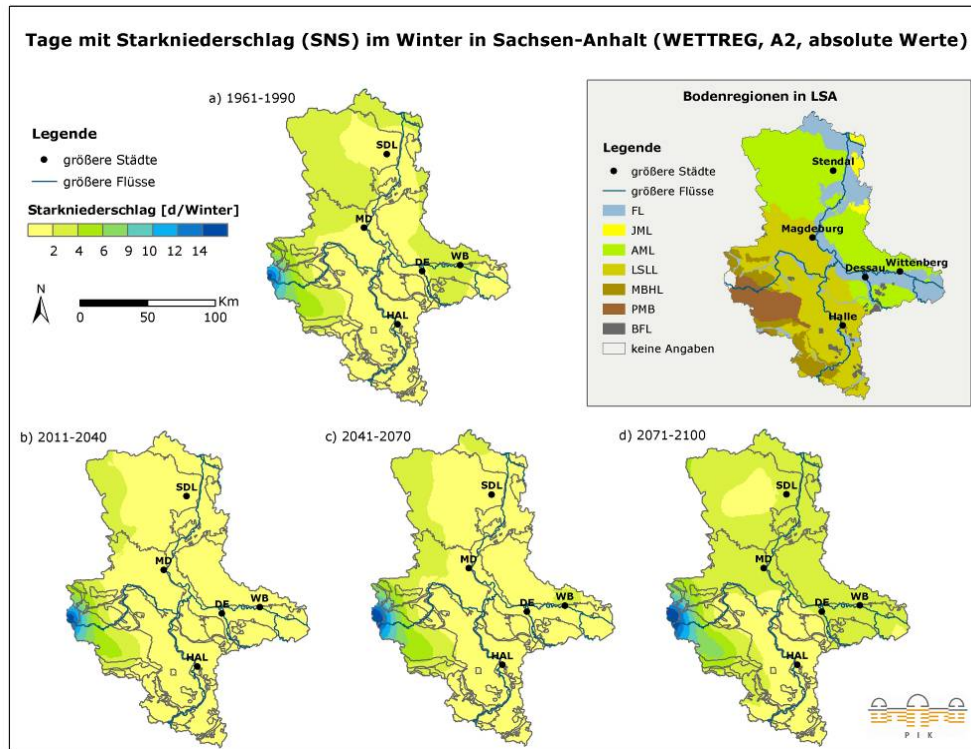 Tage mit Starkniederschlag (SNS) im Winter in Sachsen-Anhalt (WETTREG, A2, absolute Werte)
a) 1961-1990
Legende
größere Städte
größere Flüsse
Starkniederschlag [d/Winter]
2 4 6 8 10 12 14
N
Km
0 50 100
SDL
MD
DE
WB
HAL
Bodenregionen in LSA
Legende
größere Städte
größere Flüsse
FL
JML
AML
LSLL
MBHL
PMB
BFL
keine Angaben
Stendal
Magdeburg
Dessau
Wittenberg
Halle
b) 2011-2040
SDL
MD
DE
WB
HAL
c) 2041-2070
SDL
MD
DE
WB
HAL
d) 2071-2100
SDL
MD
DE
WB
HAL
P I K